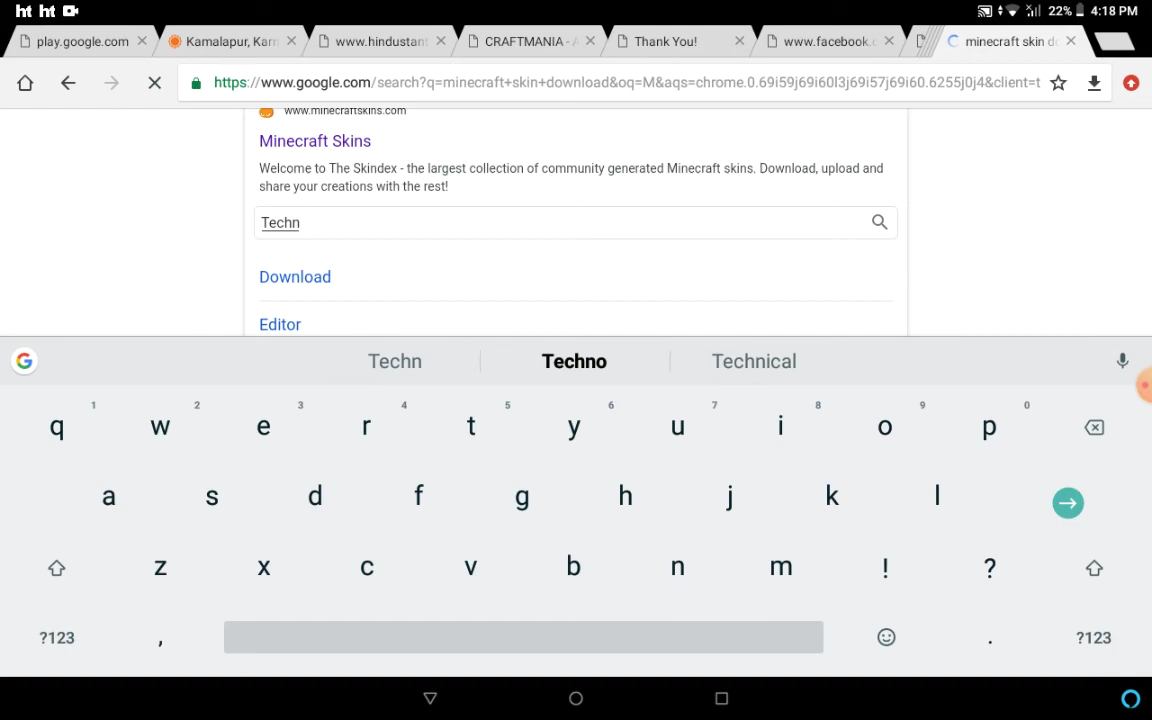 ht ht 22% 4:18 PM
play.google.com Kamalapur, Karn www.hindustan CRAFTMANIA - A Thank You! www.facebook.c minecraft skin do
https://www.google.com/search?q=minecraft+skin+download&oq=M&aqs=chrome.0.69i59j69i60l3j69i57j69i60.6255j0j4&client=t
www.minecraftskins.com
Minecraft Skins
Welcome to The Skindex - the largest collection of community generated Minecraft skins. Download, upload and
share your creations with the rest!
Techn
Download
Editor
G Techn Techno Technical
1 2 3 4 5 6 7 8 9 0
q w e r t y u i o p
a s d f g h j k l
z x c v b n m ! ?
?123 , . ?123